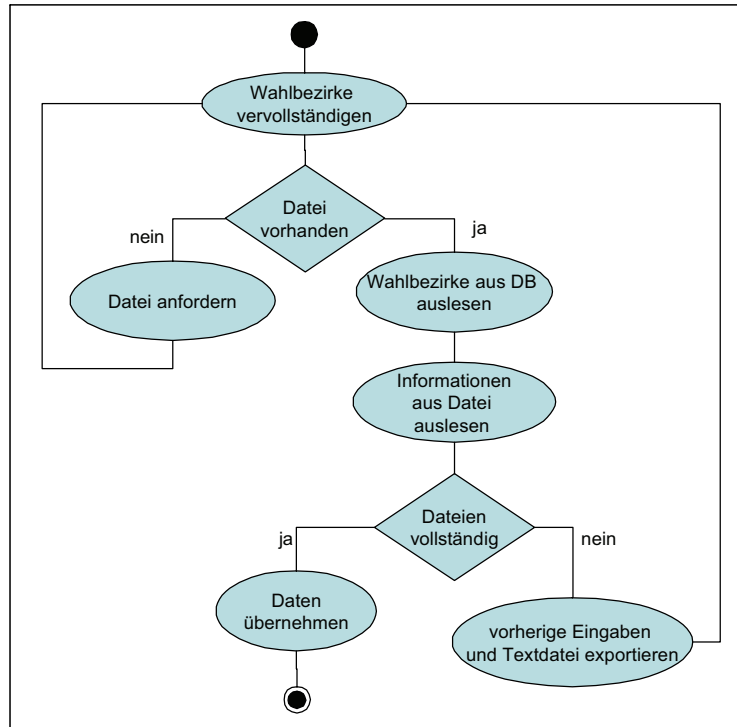 Wahlbezirke
vervollständigen
Datei
vorhanden
nein
ja
Datei anfordern
Wahlbezirke aus DB
auslesen
Informationen
aus Datei
auslesen
Dateien
vollständig
ja
nein
Daten
übernehmen
vorherige Eingaben
und Textdatei exportieren